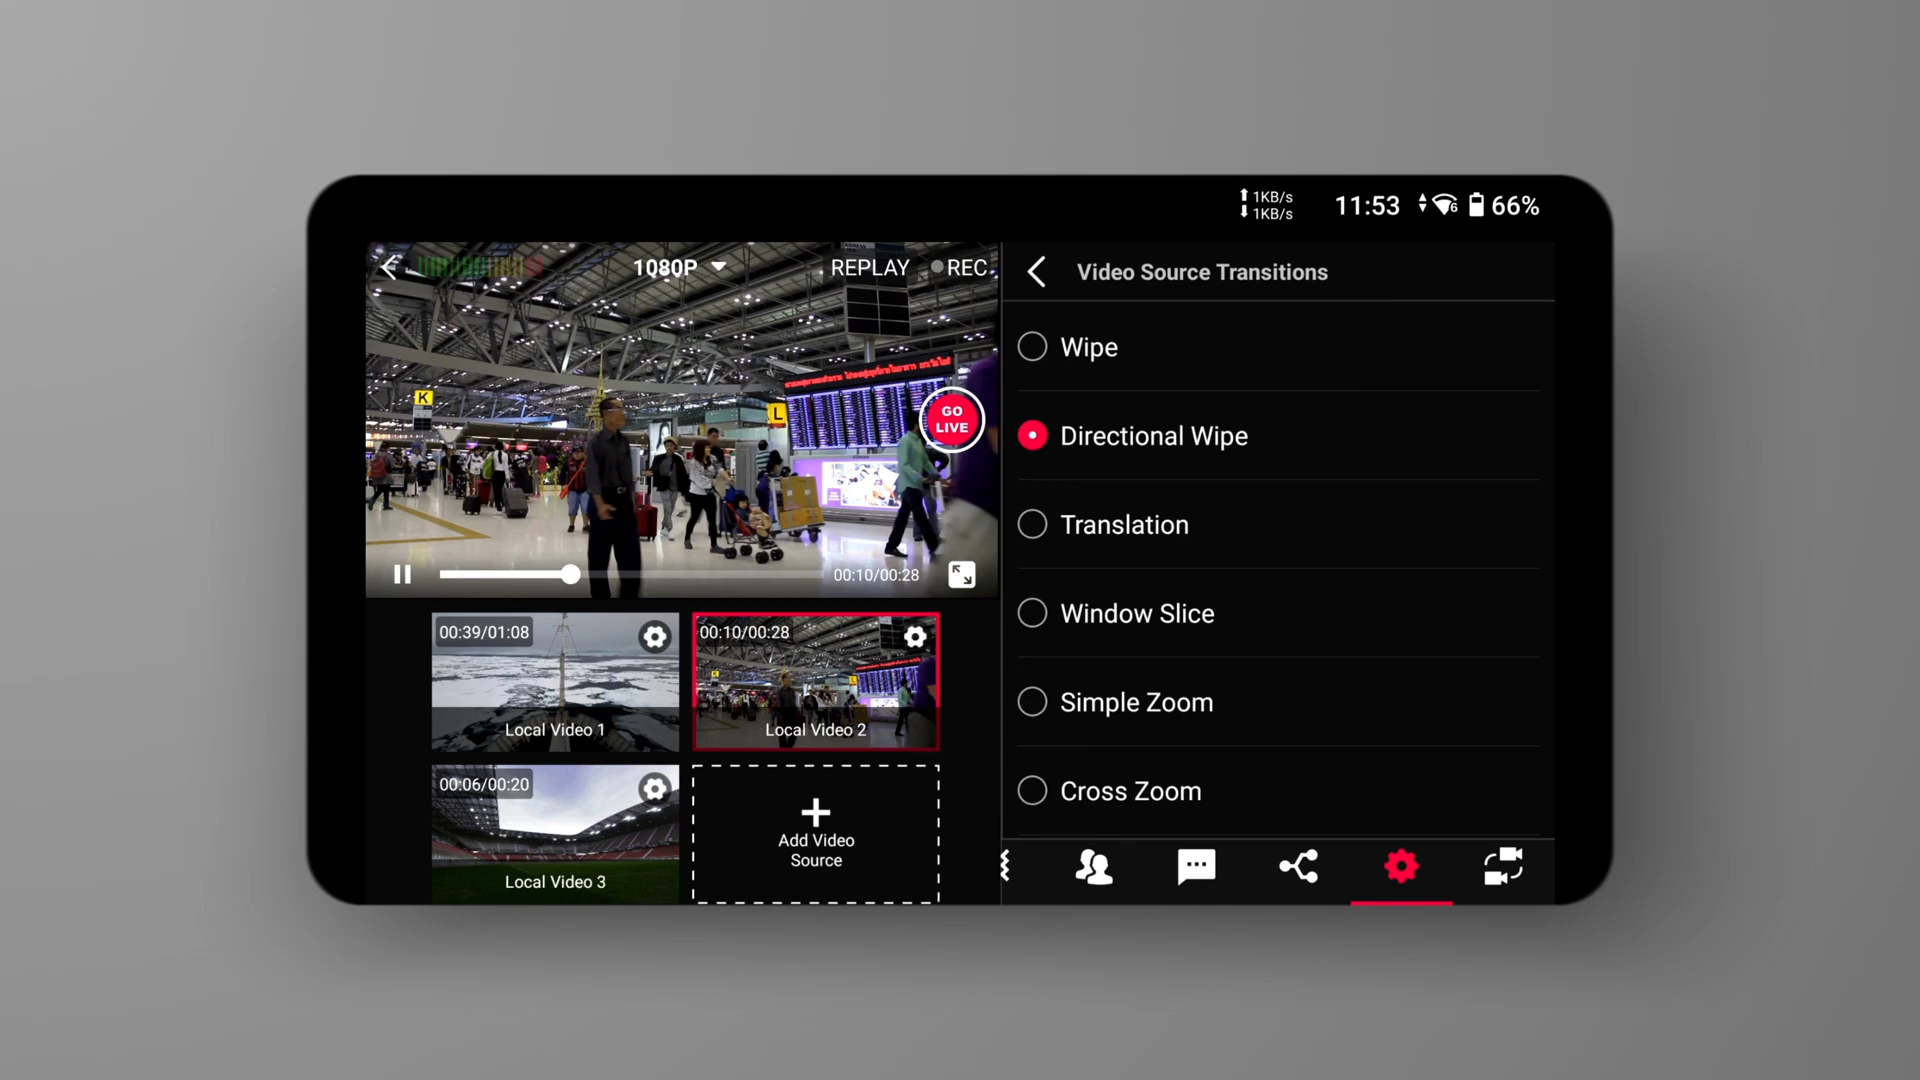 1KB/s
1KB/s
11:53
6
66%
1080P
REPLAY
REC
K
L
GO
LIVE
00:10/00:28
00:39/01:08
Local Video 1
00:10/00:28
K
L
Local Video 2
00:06/00:20
Local Video 3
Add Video
Source
Video Source Transitions
Wipe
Directional Wipe
Translation
Window Slice
Simple Zoom
Cross Zoom